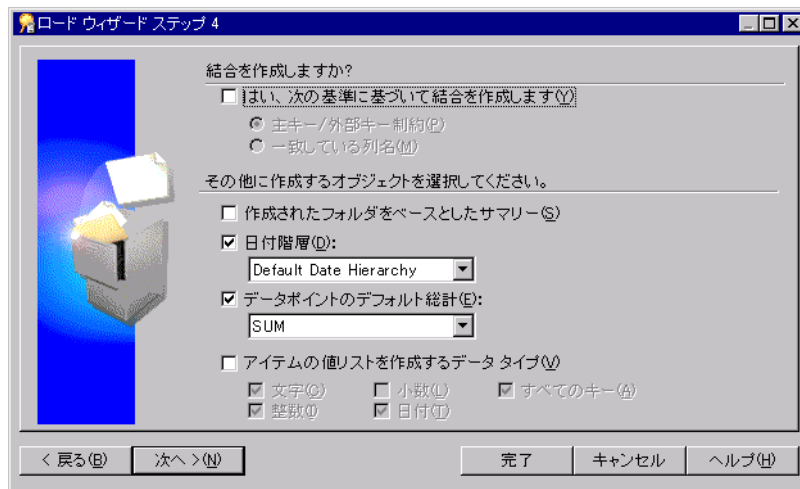 ロード ウィザード ステップ 4
結合を作成しますか?
はい、次の基準に基づいて結合を作成します(Y)
主キー/外部キー制約(P)
一致している列名(M)
その他に作成するオブジェクトを選択してください。
作成されたフォルダをベースとしたサマリー(S)
日付階層(D):
Default Date Hierarchy
データポイントのデフォルト総計(E):
SUM
アイテムの値リストを作成するデータ タイプ(V)
文字(C) 小数(L) すべてのキー(A)
整数(I) 日付(T)
< 戻る(B) 次へ >(N) 完了 キャンセル ヘルプ(H)